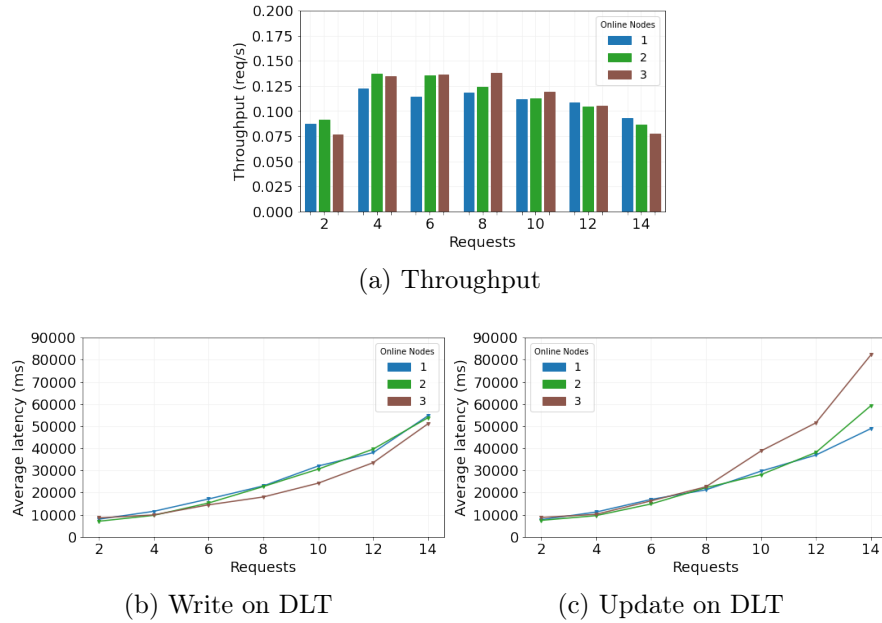 0.200
0.175
0.150
0.125
0.100
0.075
0.050
0.025
0.000
Throughput (req/s)
Online Nodes
1
2
3
2 4 6 8 10 12 14
Requests
(a) Throughput
90000
80000
70000
60000
50000
40000
30000
20000
10000
0
Average latency (ms)
Online Nodes
1
2
3
2 4 6 8 10 12 14
Requests
(b) Write on DLT
90000
80000
70000
60000
50000
40000
30000
20000
10000
0
Average latency (ms)
Online Nodes
1
2
3
2 4 6 8 10 12 14
Requests
(c) Update on DLT